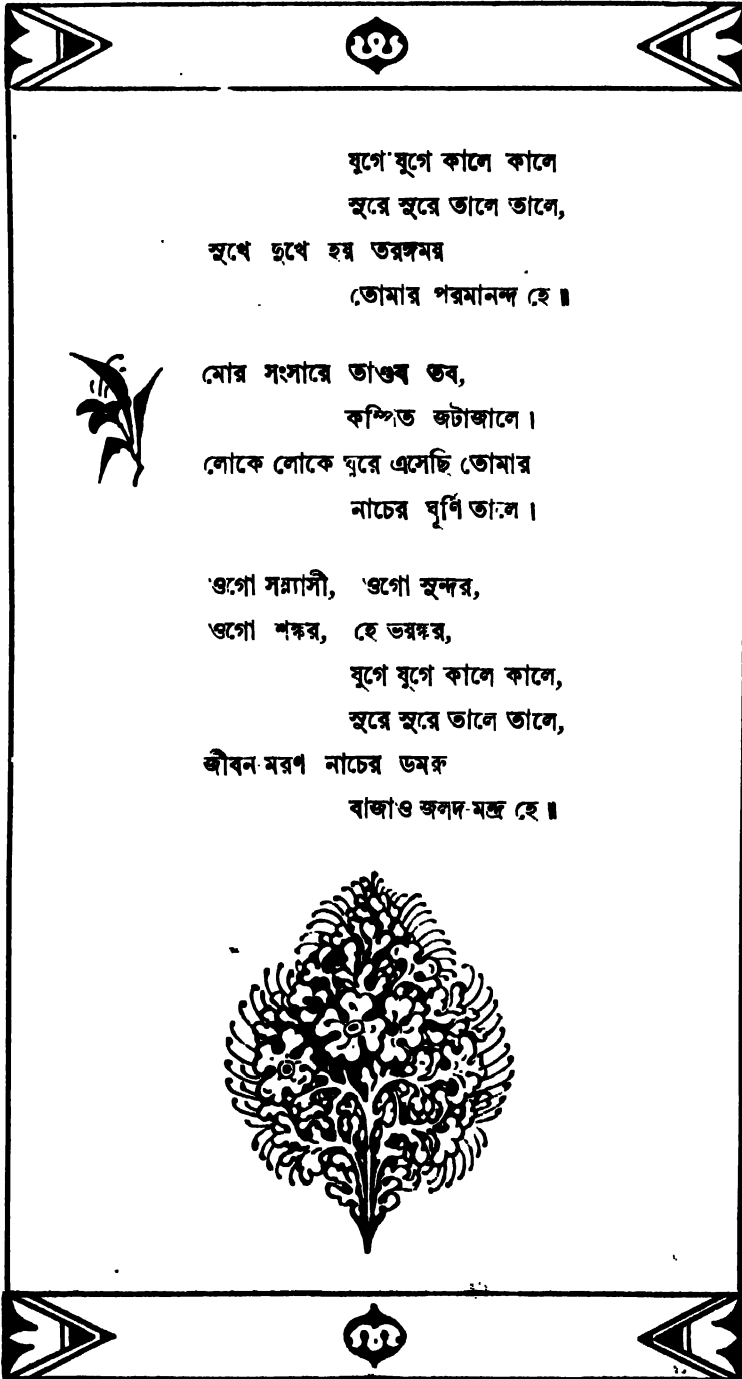 যুগে যুগে কালে কালে
সুরে সুরে তালে তালে,
সুখে দুখে হয় তরঙ্গময়
তোমার পরমানন্দ হে॥
মোর সংসারে তাণ্ডব তব,
কম্পিত জটাজালে।
লোকে লোকে ঘুরে এসেছি তোমার
নাচের ঘূর্ণি তালে।
ওগো সন্ন্যাসী, ওগো সুন্দর,
ওগো শঙ্কর, হে ভয়ঙ্কর,
যুগে যুগে কালে কালে,
সুরে সুরে তালে তালে,
জীবন-মরণ নাচের ডমরু
বাজাও জলদ-মন্দ্র হে॥